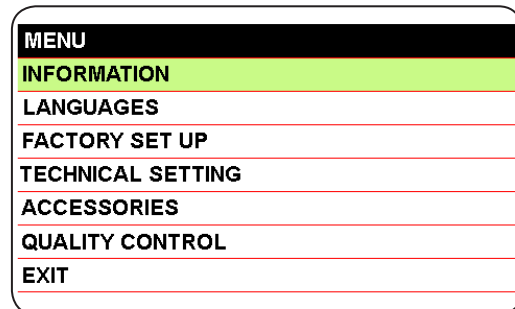 MENU
INFORMATION
LANGUAGES
FACTORY SET UP
TECHNICAL SETTING
ACCESSORIES
QUALITY CONTROL
EXIT